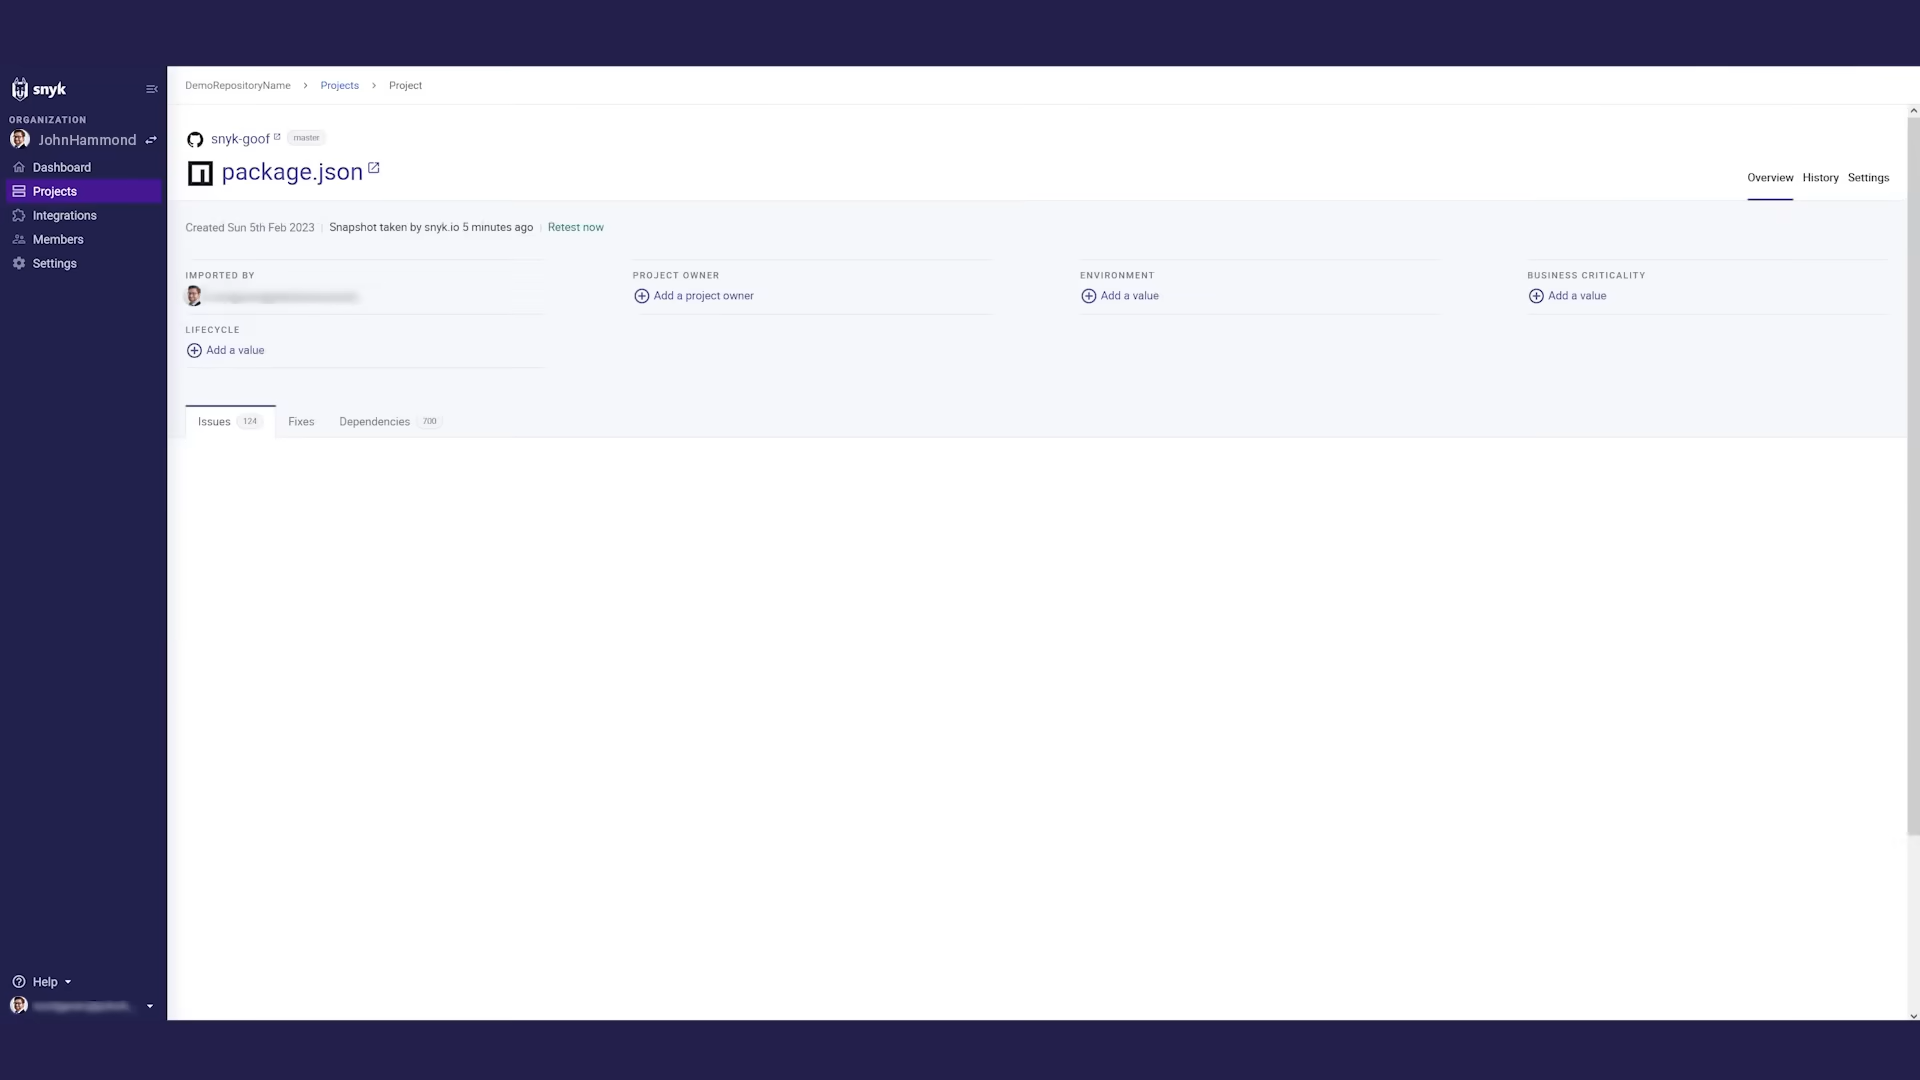 snyk
ORGANIZATION
JohnHammond
Dashboard
Projects
Integrations
Members
Settings
Help
DemoRepositoryName > Projects > Project
snyk-goof master
package.json
Overview History Settings
Created Sun 5th Feb 2023 | Snapshot taken by snyk.io 5 minutes ago | Retest now
IMPORTED BY
PROJECT OWNER
Add a project owner
ENVIRONMENT
Add a value
BUSINESS CRITICALITY
Add a value
LIFECYCLE
Add a value
Issues 124 Fixes Dependencies 700